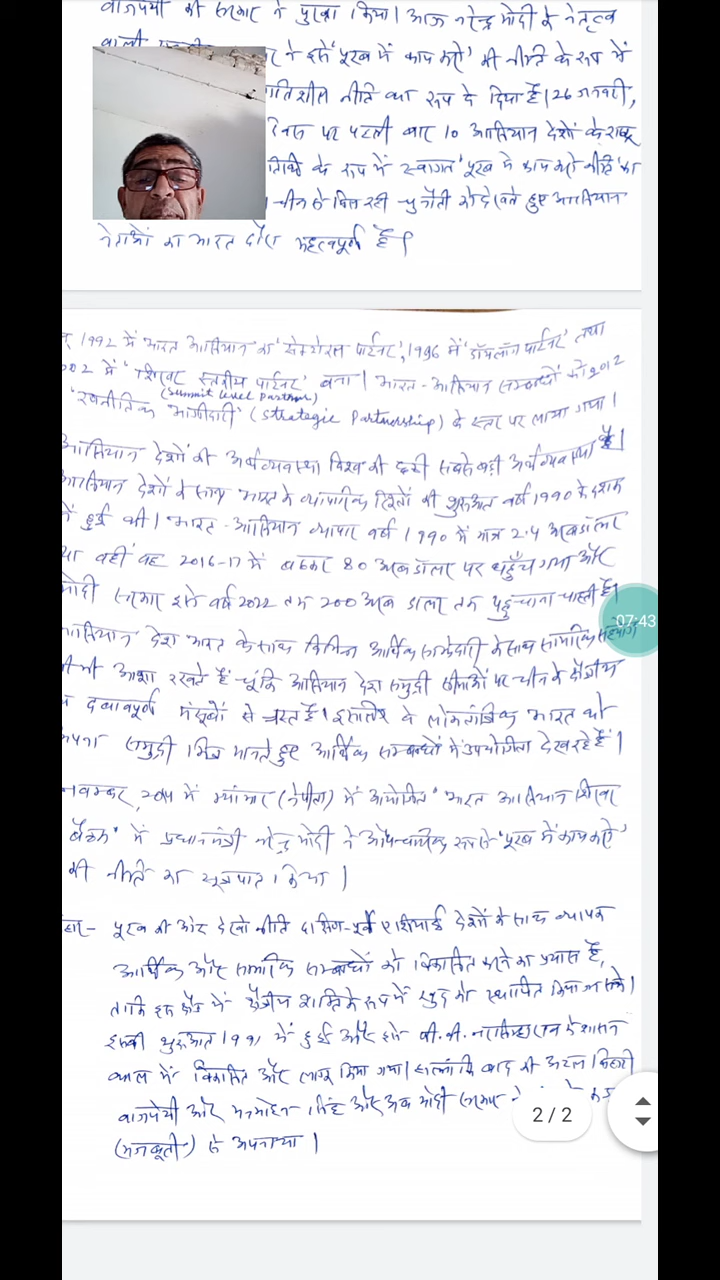 वाजपेयी की सरकार ने पुख्ता किया। आज नरेन्द्र मोदी के नेतृत्व
वाली ने इसे 'पूरब में काम करो' की नीति के रूप में
गतिशील नीति का रूप दे दिया है। 26 जनवरी,
पर पहली बार 10 आसियान देशों के राष्ट्र
के रूप में स्वागत 'पूरब में काम करो नीति' का
चीन से मिल रही चुनौती को देखते हुए आसियान
नेताओं का भारत दौरा महत्वपूर्ण है।
1992 में भारत आसियान का 'सेक्टोरल पार्टनर', 1996 में 'डॉयलॉग पार्टनर' तथा
002 में 'शिखर स्तरीय पार्टनर' बना। भारत-आसियान सम्बन्धों को 2012
(Summit Level Partner)
'रणनीतिक भागीदारी' (Strategic Partnership) के स्तर पर लाया गया।
आसियान देशों की अर्थव्यवस्था विश्व की सबसे बड़ी अर्थव्यवस्था है।
आसियान देशों के साथ भारत के व्यापारिक रिश्तों की शुरुआत वर्ष 1990 के दशक
में हुई थी। भारत-आसियान व्यापार वर्ष 1990 में मात्र 2.4 अरब डॉलर
था वहीं वह 2016-17 में बढ़कर 80 अरब डॉलर पर पहुँच गया और
मोदी सरकार इसे वर्ष 2022 तक 200 अरब डालर तक पहुंचाना चाहती है।
07:43
आसियान देश भारत के साथ विभिन्न आर्थिक साझेदारी के साथ सामरिक सहयोग
की भी आशा रखते हैं चूंकि आसियान देश समुद्री सीमाओं पर चीन के क्षेत्रीय
व दबावपूर्ण मंसूबों से त्रस्त है। इसलिए वे लोकतांत्रिक भारत को
अपना समुद्री मित्र मानते हुए आर्थिक सम्बन्धों में उपयोगिता देख रहे हैं।
नवम्बर, 2014 में म्यांमार (नेपीता) में आयोजित 'भारत आसियान शिखर
बैठक' में प्रधानमंत्री नरेन्द्र मोदी ने औपचारिक रूप से 'पूरब में काम करो'
की नीति का सूत्रपात किया।
पूरब की ओर देखो नीति दक्षिण-पूर्व एशियाई देशों के साथ व्यापक
आर्थिक और सामरिक सम्बन्धों को विकसित करने का प्रयास है,
ताकि इस क्षेत्र में क्षेत्रीय शक्ति के रूप में खुद को स्थापित किया जा सके।
इसकी शुरुआत 1991 में हुई और इसे पी.वी. नरसिम्हा राव के शासन
काल में विकसित और लागू किया गया। हालांकि बाद की अटल बिहारी
वाजपेयी और मनमोहन सिंह और अब मोदी सरकार ने
(मजबूती) से अपनाया।
2/2